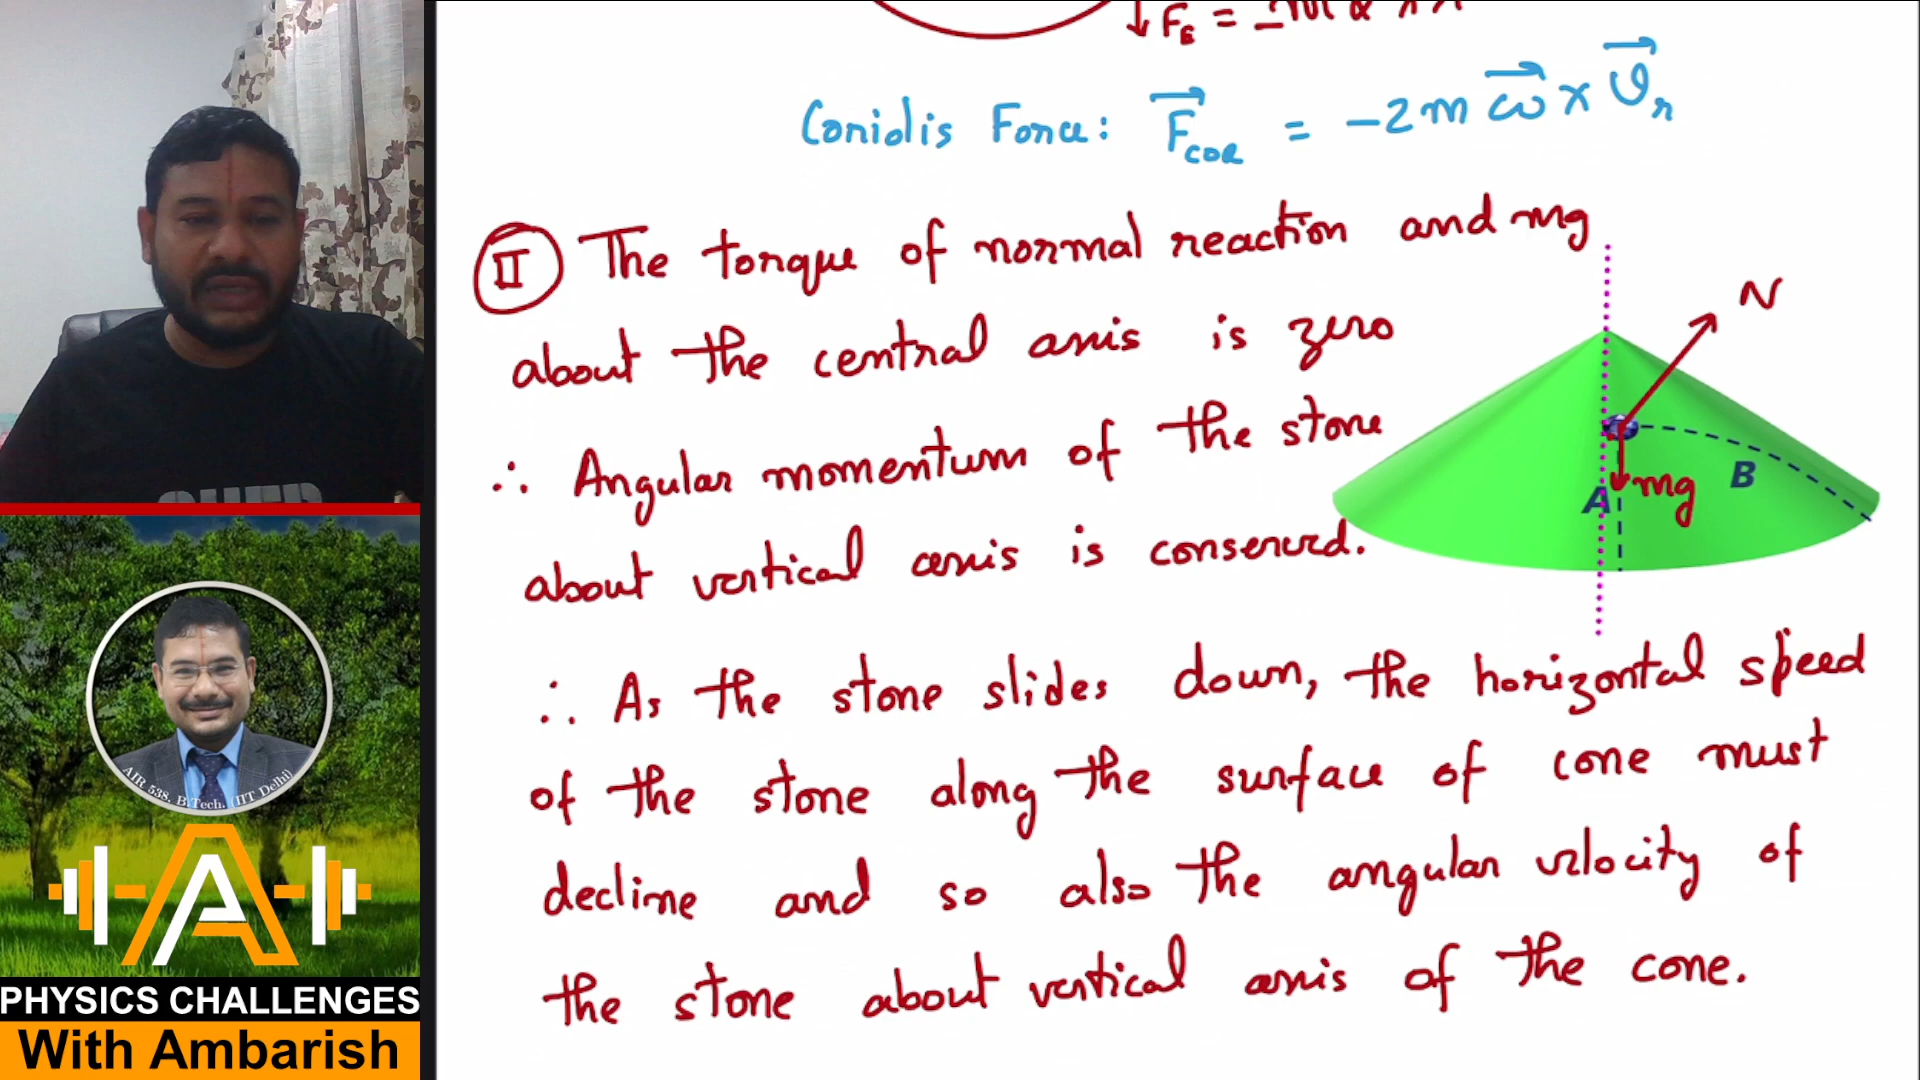 Coriolis Force: F_COR = -2m ω x v_r
II The torque of normal reaction and mg
about the central axis is zero
∴ Angular momentum of the stone
about vertical axis is conserved.
N
mg
A
B
∴ As the stone slides down, the horizontal speed
of the stone along the surface of cone must
decline and so also the angular velocity of
the stone about vertical axis of the cone.
AIR 538, B.Tech. (IIT Delhi)
A
PHYSICS CHALLENGES
With Ambarish